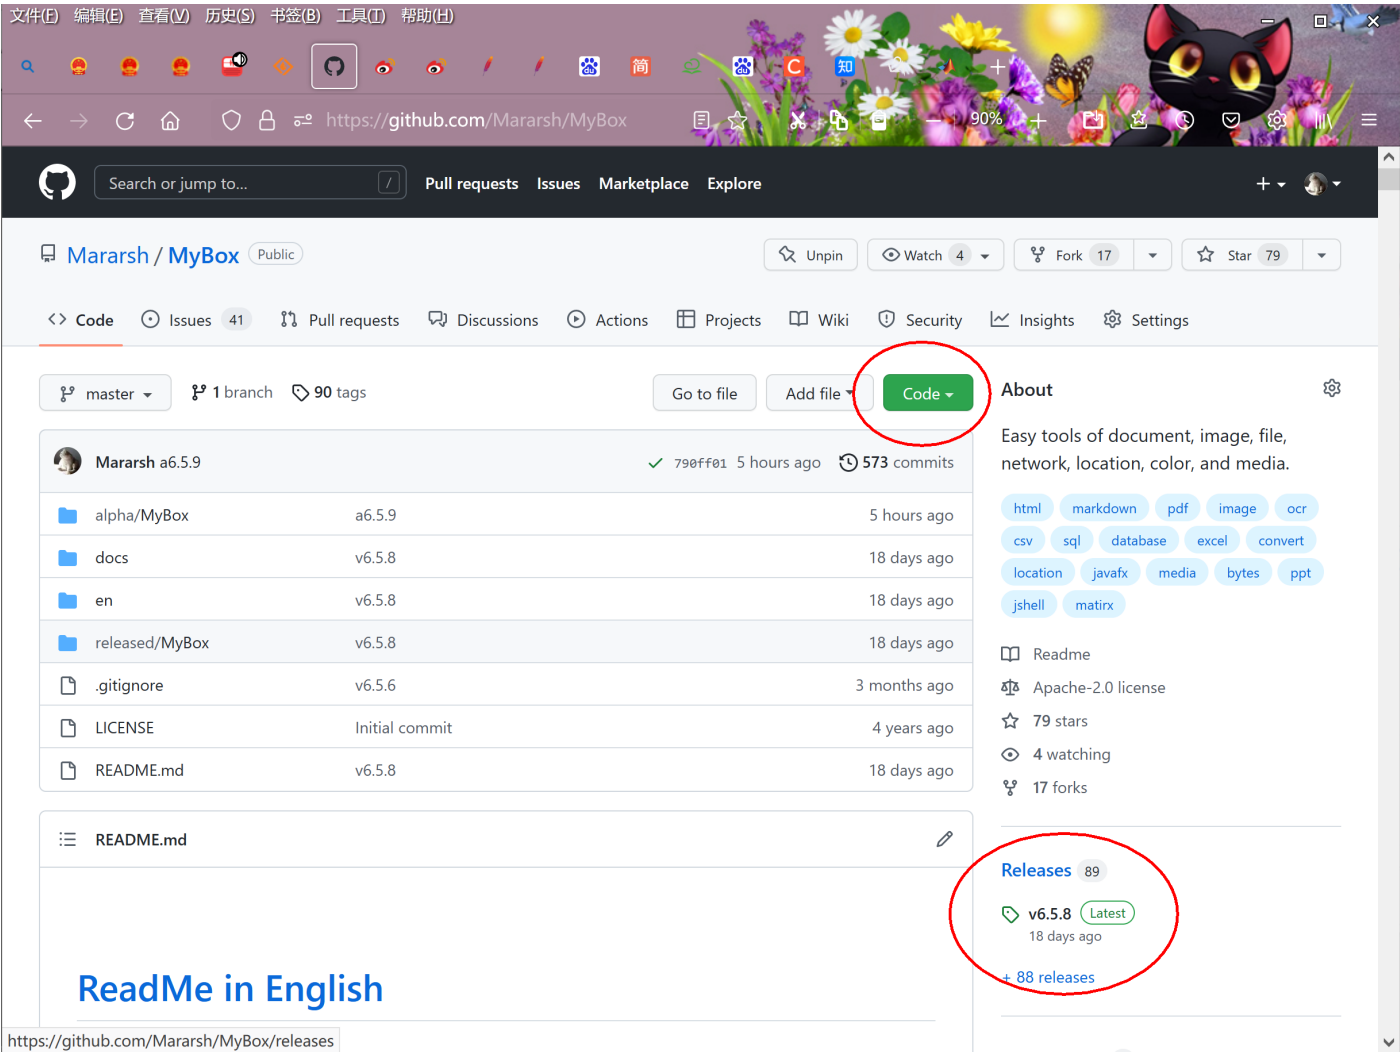 文件(F) 编辑(E) 查看(V) 历史(S) 书签(B) 工具(T) 帮助(H)
简 C 知
https://github.com/Mararsh/MyBox 90%
Search or jump to... / Pull requests Issues Marketplace Explore
Mararsh / MyBox Public Unpin Watch 4 Fork 17 Star 79
Code Issues 41 Pull requests Discussions Actions Projects Wiki Security Insights Settings
master 1 branch 90 tags Go to file Add file Code
Mararsh a6.5.9 790ff01 5 hours ago 573 commits
alpha/MyBox a6.5.9 5 hours ago
docs v6.5.8 18 days ago
en v6.5.8 18 days ago
released/MyBox v6.5.8 18 days ago
.gitignore v6.5.6 3 months ago
LICENSE Initial commit 4 years ago
README.md v6.5.8 18 days ago
README.md
ReadMe in English
About
Easy tools of document, image, file,
network, location, color, and media.
html markdown pdf image ocr
csv sql database excel convert
location javafx media bytes ppt
jshell matirx
Readme
Apache-2.0 license
79 stars
4 watching
17 forks
Releases 89
v6.5.8 Latest
18 days ago
+ 88 releases
https://github.com/Mararsh/MyBox/releases